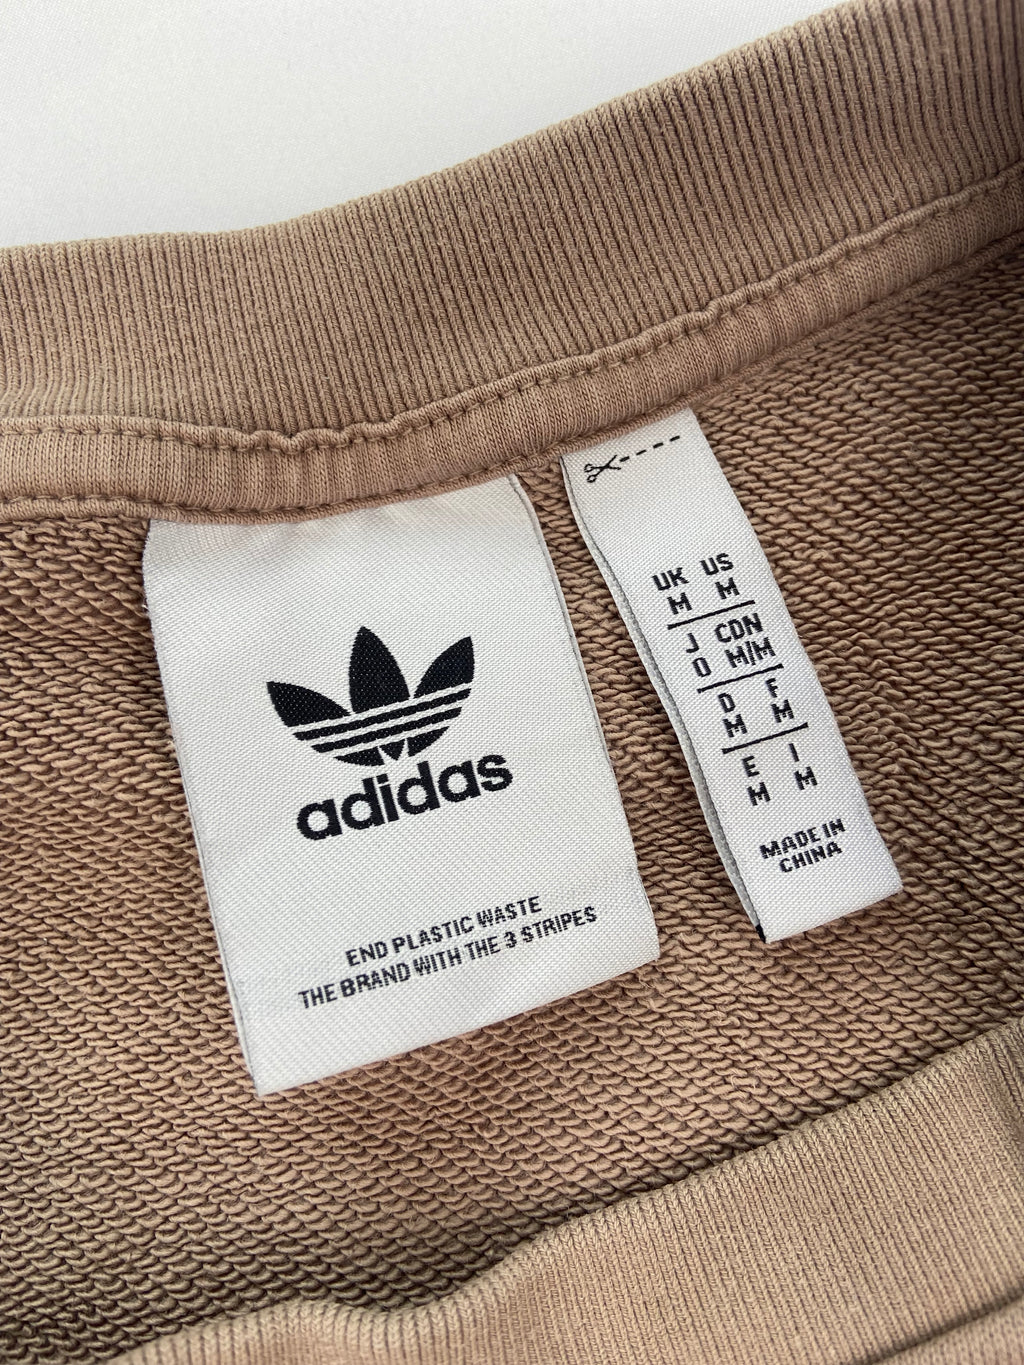 adidas
END PLASTIC WASTE
THE BRAND WITH THE 3 STRIPES
UK US
M M
J CDN
O M/M
D F
M M
E I
M M
MADE IN
CHINA